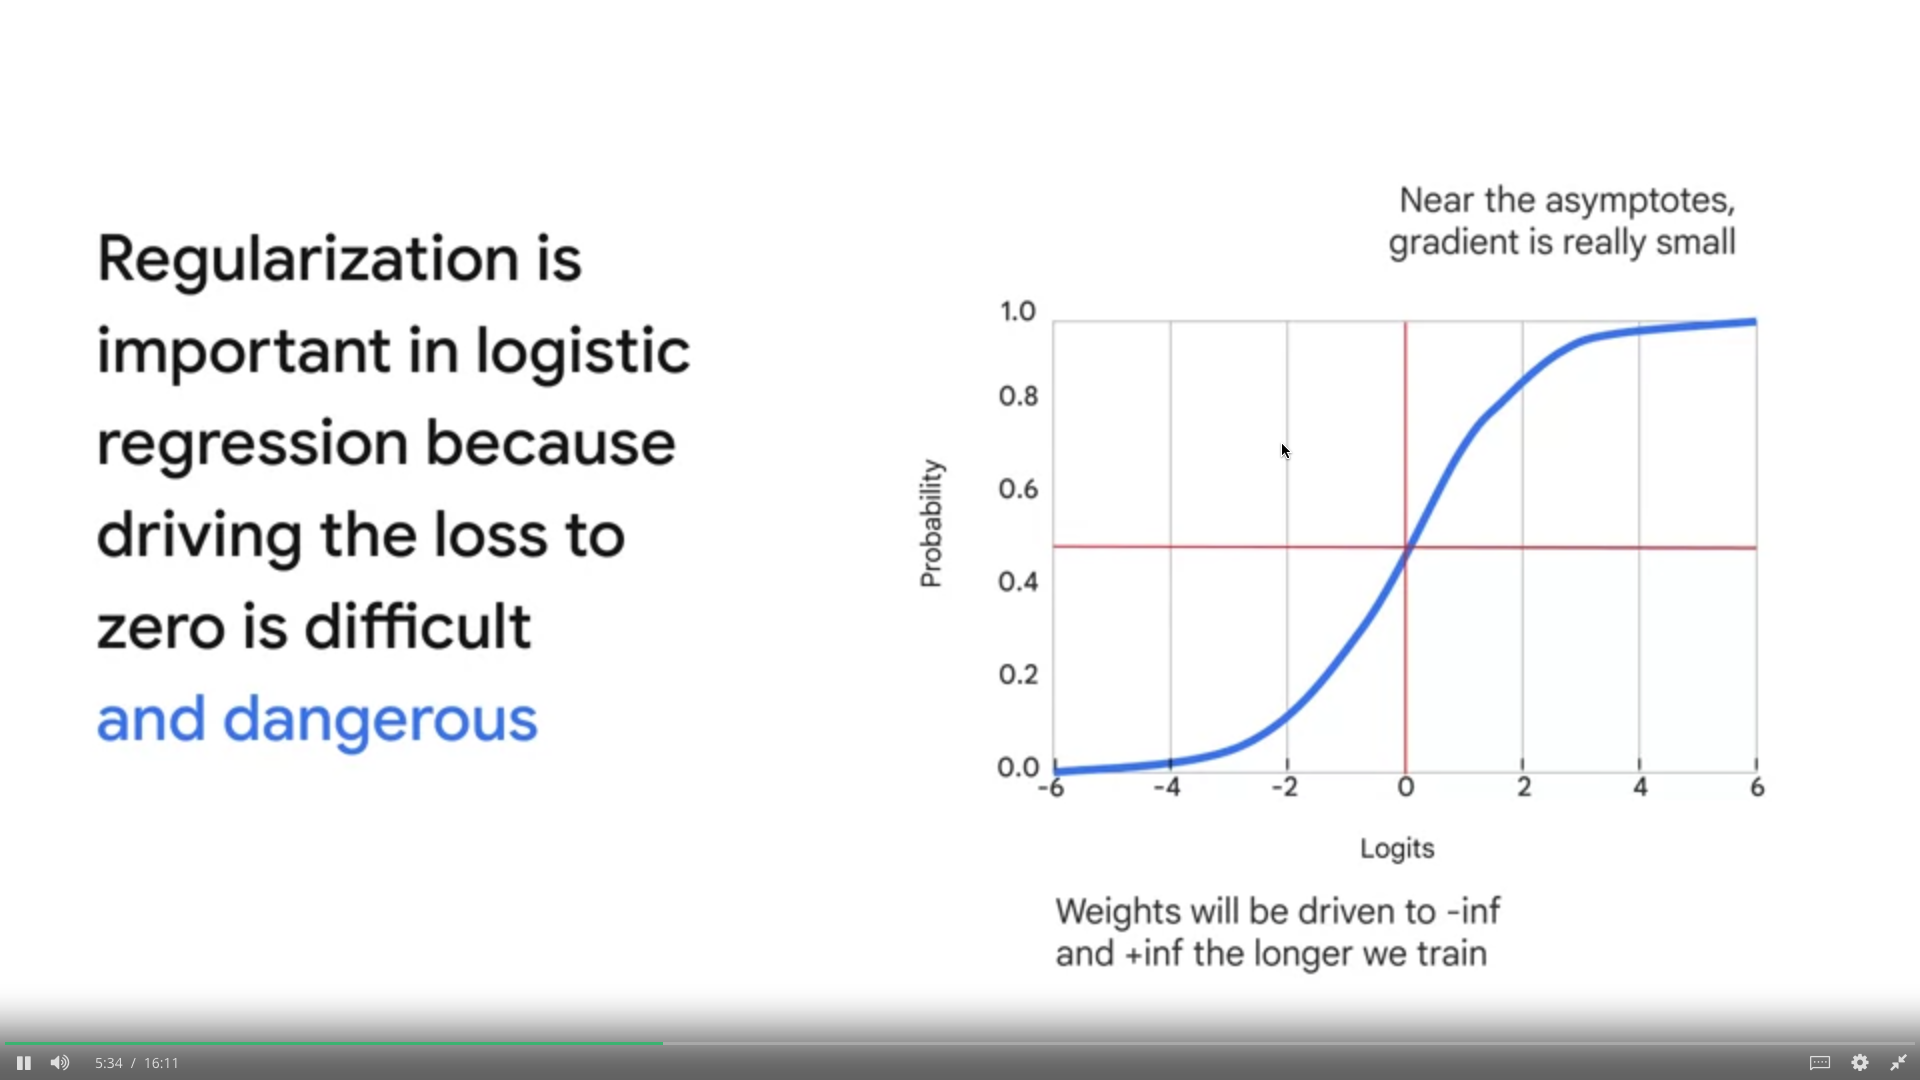 Regularization is
important in logistic
regression because
driving the loss to
zero is difficult
and dangerous
Near the asymptotes,
gradient is really small
1.0
0.8
0.6
0.4
0.2
0.0
Probability
-6 -4 -2 0 2 4 6
Logits
Weights will be driven to -inf
and +inf the longer we train
5:34 / 16:11